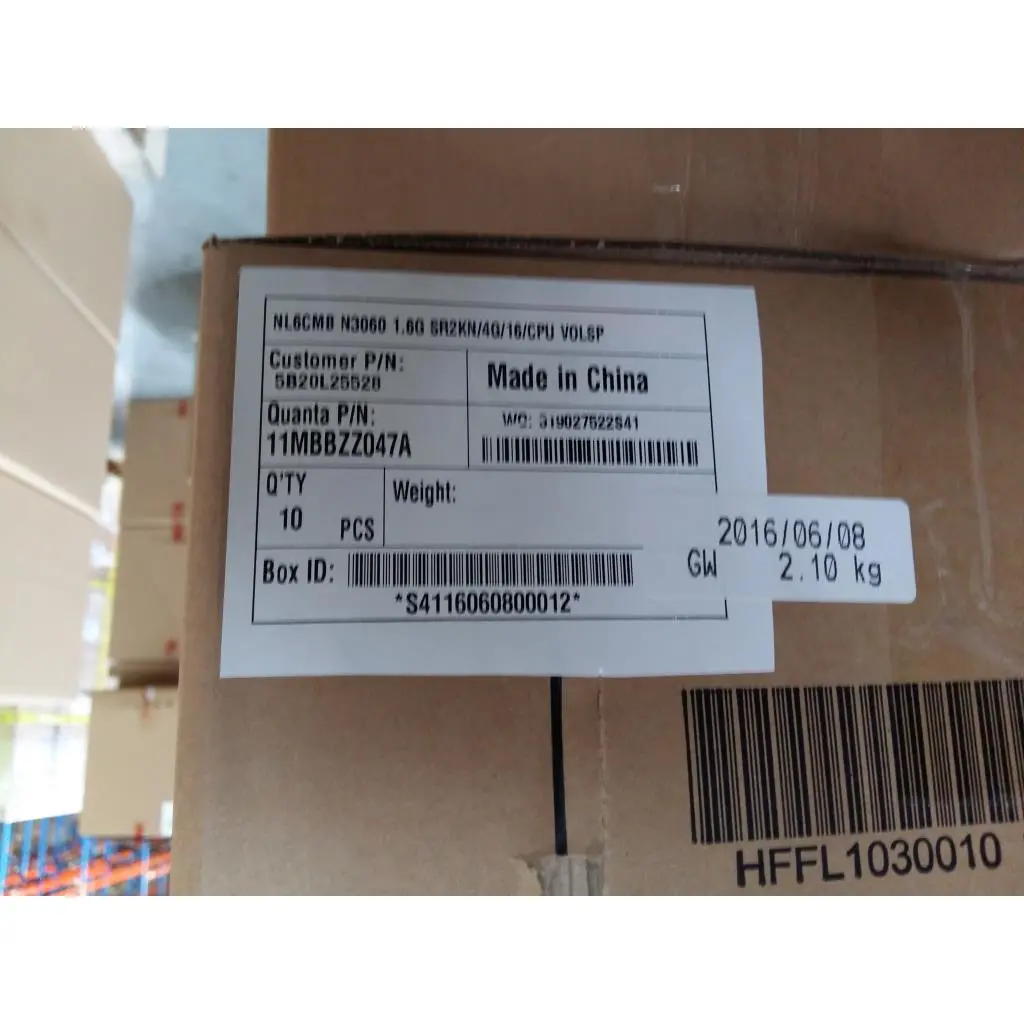 NL6CMB N3060 1.6G SR2KN/4G/16/CPU VOLSP
Customer P/N:
5B20L25520
Made in China
Quanta P/N:
11MBBZZ047A
WO: 319027522S41
Q'TY
10 PCS
Weight:
2016/06/08
GW 2.10 kg
Box ID:
*S4116060800012*
HFFL1030010